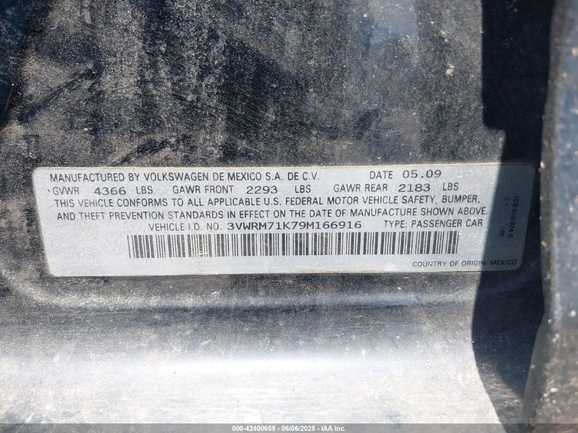 MANUFACTURED BY VOLKSWAGEN DE MEXICO S.A. DE C.V. DATE 05.09
GVWR 4366 LBS GAWR FRONT 2293 LBS GAWR REAR 2183 LBS
THIS VEHICLE CONFORMS TO ALL APPLICABLE U.S. FEDERAL MOTOR VEHICLE SAFETY, BUMPER,
AND THEFT PREVENTION STANDARDS IN EFFECT ON THE DATE OF MANUFACTURE SHOWN ABOVE.
VEHICLE I.D. NO. 3VWRM71K79M166916 TYPE: PASSENGER CAR
COUNTRY OF ORIGIN: MEXICO
000-42400659 - 06/06/2025 - IAA Inc.